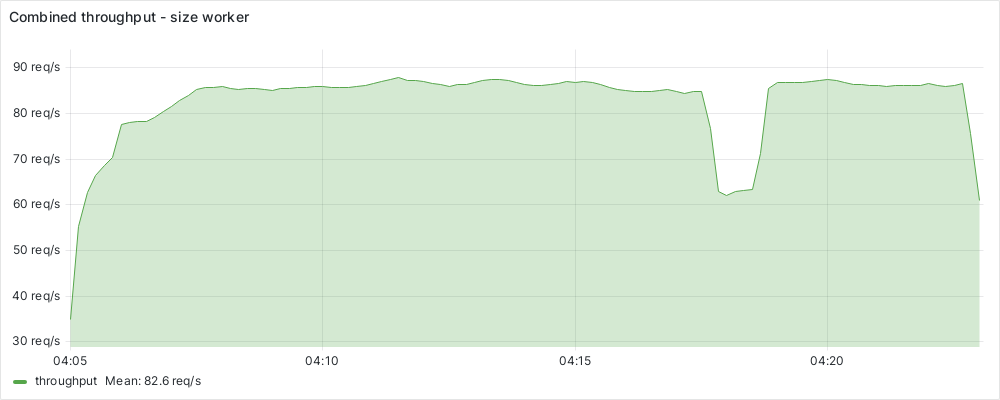 Combined throughput - size worker
90 req/s
80 req/s
70 req/s
60 req/s
50 req/s
40 req/s
30 req/s
04:05 04:10 04:15 04:20
throughput Mean: 82.6 req/s